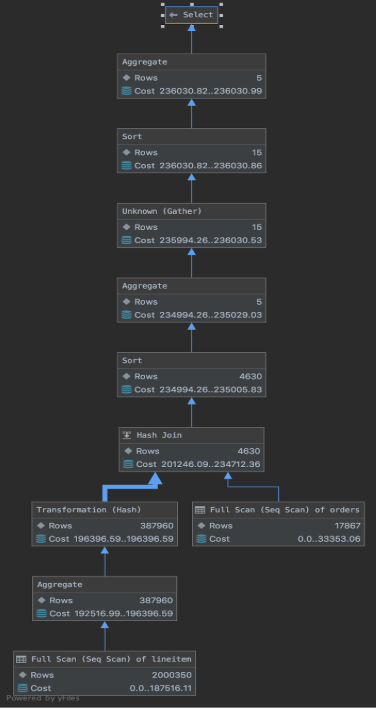 Select
Aggregate
Rows 5
Cost 236030.82..236030.99
Sort
Rows 15
Cost 236030.82..236030.86
Unknown (Gather)
Rows 15
Cost 235994.26..236030.53
Aggregate
Rows 5
Cost 234994.26..235029.03
Sort
Rows 4630
Cost 234994.26..235005.83
Hash Join
Rows 4630
Cost 201246.09..234712.36
Transformation (Hash)
Rows 387960
Cost 196396.59..196396.59
Full Scan (Seq Scan) of orders
Rows 17867
Cost 0.0..33353.06
Aggregate
Rows 387960
Cost 192516.99..196396.59
Full Scan (Seq Scan) of lineitem
Rows 2000350
Cost 0.0..187516.11
Powered by yFiles